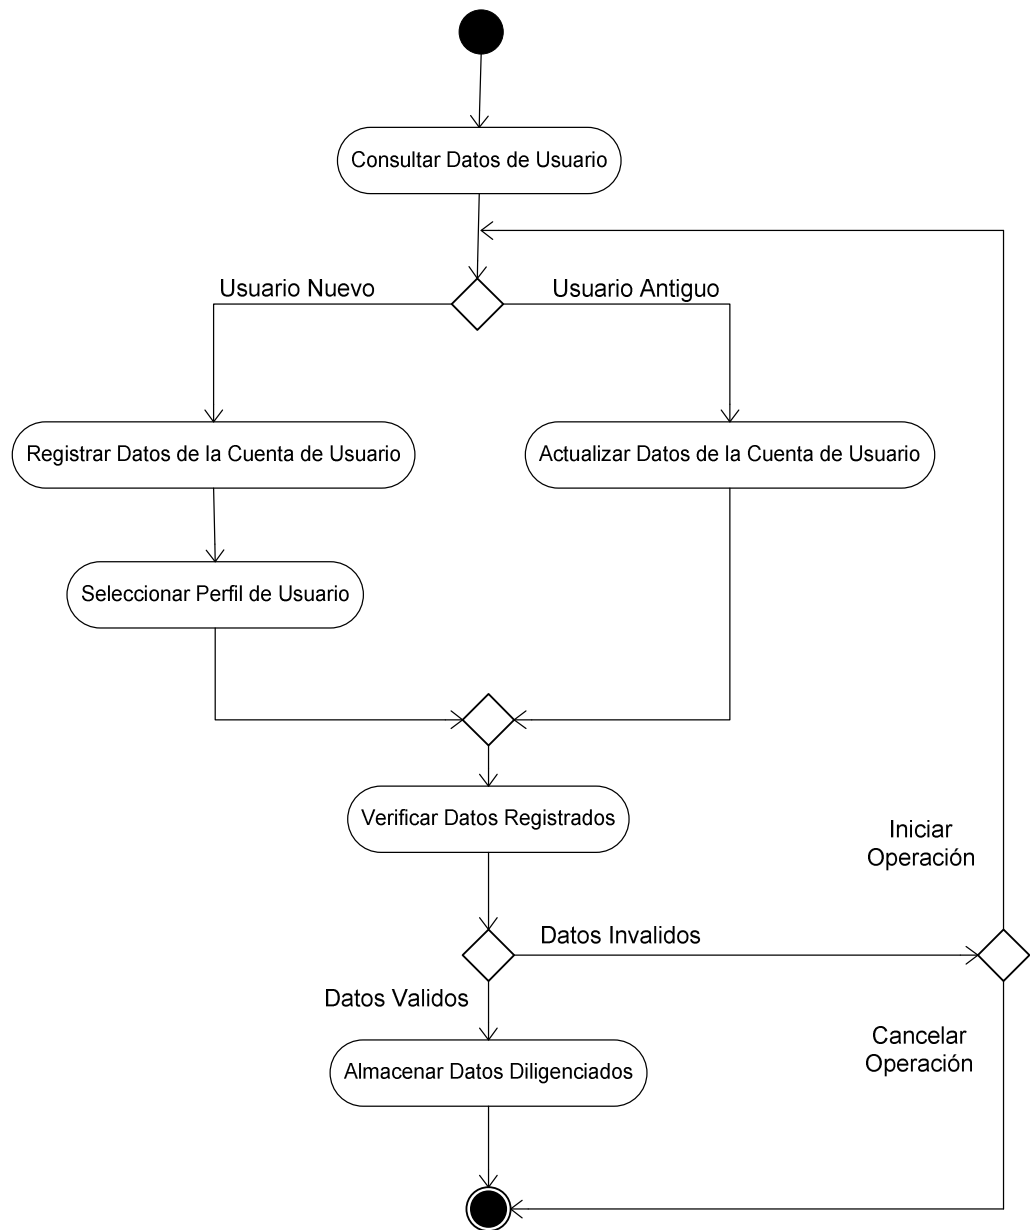 Consultar Datos de Usuario
Usuario Nuevo
Usuario Antiguo
Registrar Datos de la Cuenta de Usuario
Actualizar Datos de la Cuenta de Usuario
Seleccionar Perfil de Usuario
Verificar Datos Registrados
Iniciar
Operación
Datos Invalidos
Datos Validos
Cancelar
Operación
Almacenar Datos Diligenciados